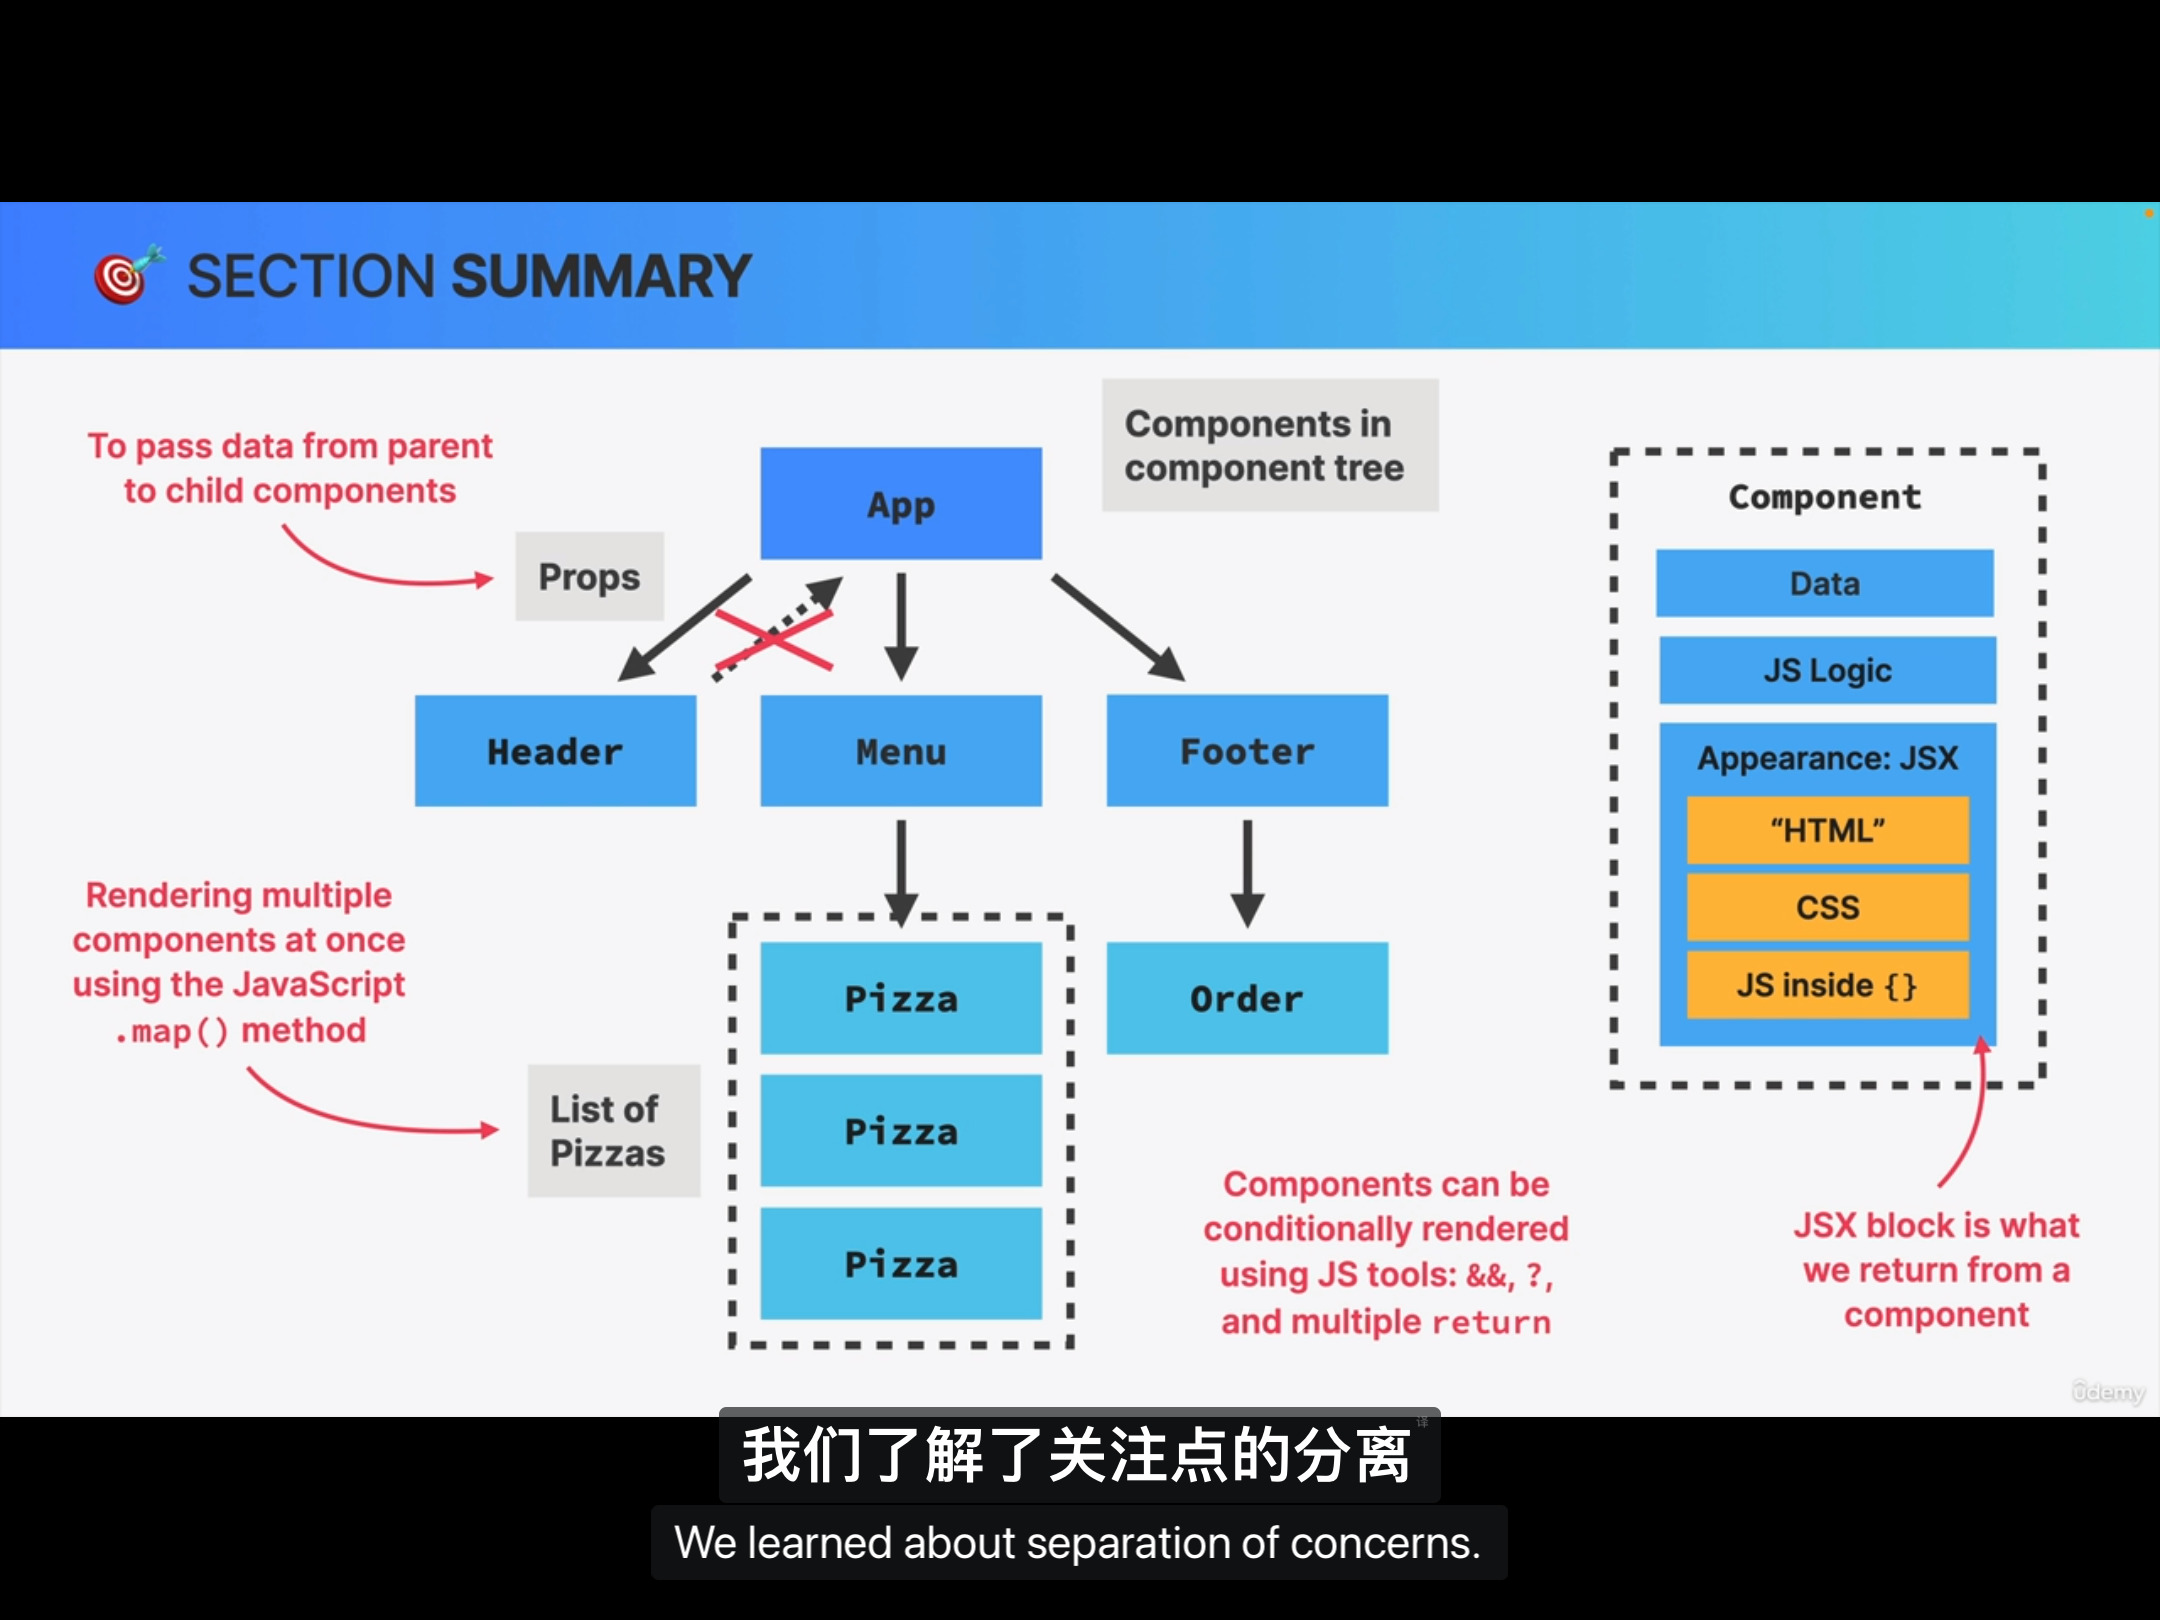 SECTION SUMMARY
To pass data from parent
to child components
Props
Components in
component tree
App
Header
Menu
Footer
Rendering multiple
components at once
using the JavaScript
.map() method
List of
Pizzas
Pizza
Pizza
Pizza
Order
Components can be
conditionally rendered
using JS tools: &&, ?,
and multiple return
Component
Data
JS Logic
Appearance: JSX
“HTML”
CSS
JS inside {}
JSX block is what
we return from a
component
ûdemy
我们了解了关注点的分离
译
We learned about separation of concerns.